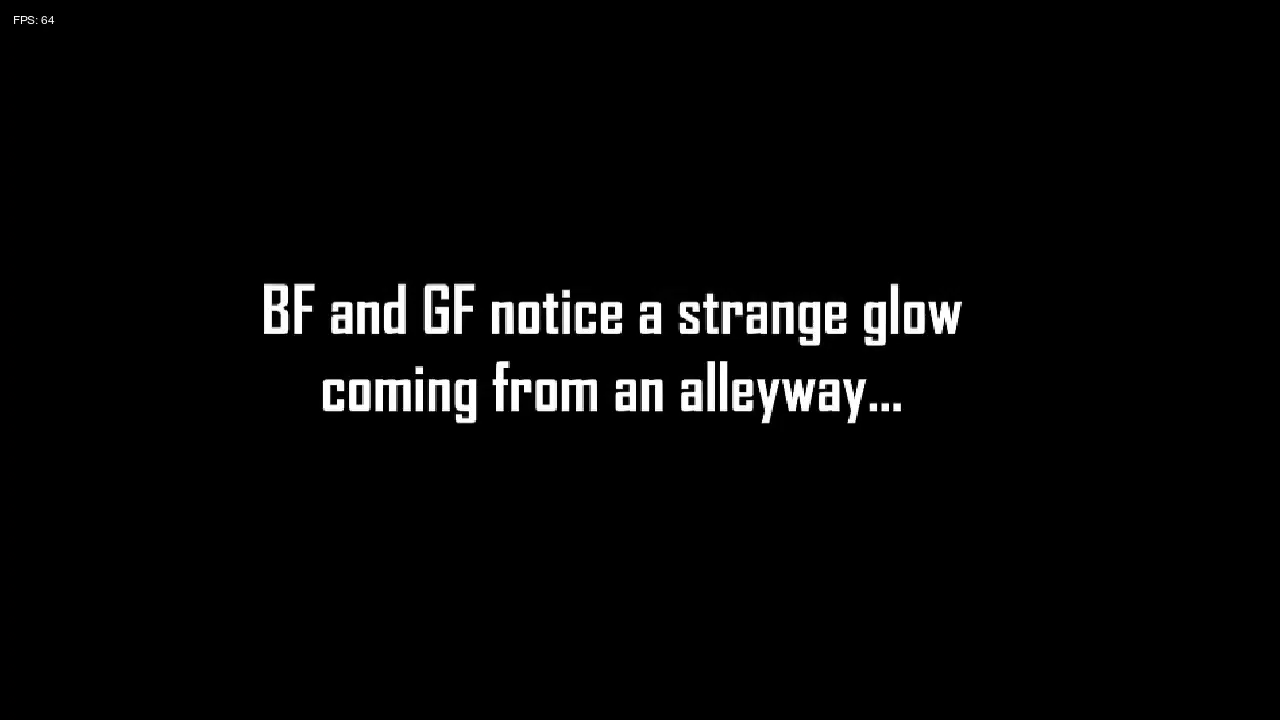 FPS: 64
BF and GF notice a strange glow
coming from an alleyway...